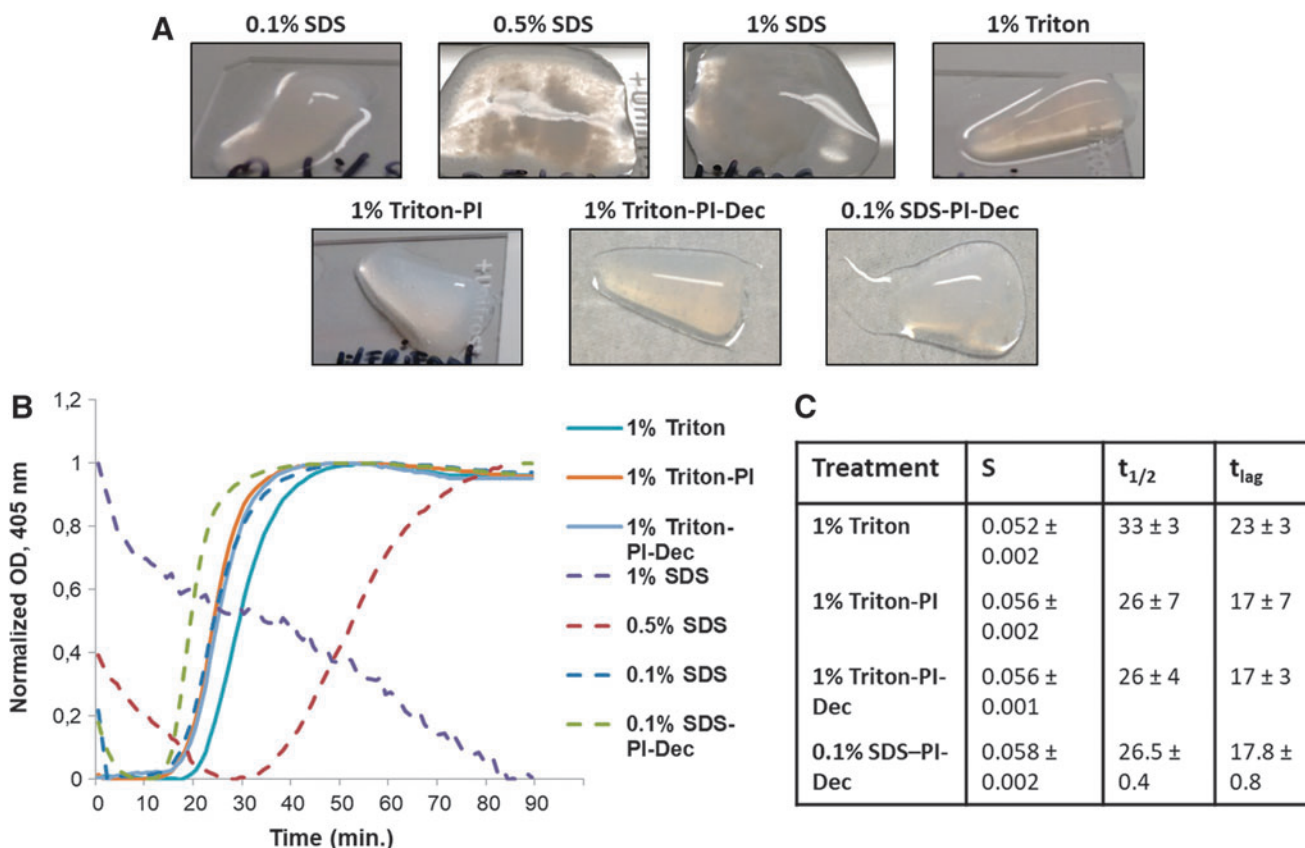 A
0.1% SDS
0.5% SDS
1% SDS
1% Triton
1% Triton-PI
1% Triton-PI-Dec
0.1% SDS-PI-Dec
B
Normalized OD, 405 nm
1,2
1
0,8
0,6
0,4
0,2
0
0 10 20 30 40 50 60 70 80 90
Time (min.)
1% Triton
1% Triton-PI
1% Triton-
PI-Dec
1% SDS
0.5% SDS
0.1% SDS
0.1% SDS-
PI-Dec
C
Treatment S t1/2 tlag
1% Triton 0.052 ± 33 ± 3 23 ± 3
0.002
1% Triton-PI 0.056 ± 26 ± 7 17 ± 7
0.002
1% Triton-PI- 0.056 ± 26 ± 4 17 ± 3
Dec 0.001
0.1% SDS–PI- 0.058 ± 26.5 ± 17.8 ±
Dec 0.002 0.4 0.8